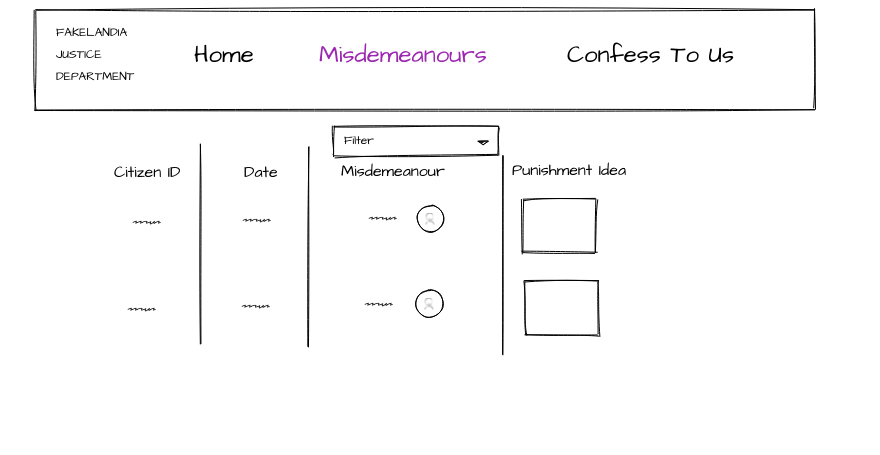 FAKELANDIA
JUSTICE
DEPARTMENT
Home
Misdemeanours
Confess To Us
Filter
Citizen ID
Date
Misdemeanour
Punishment Idea